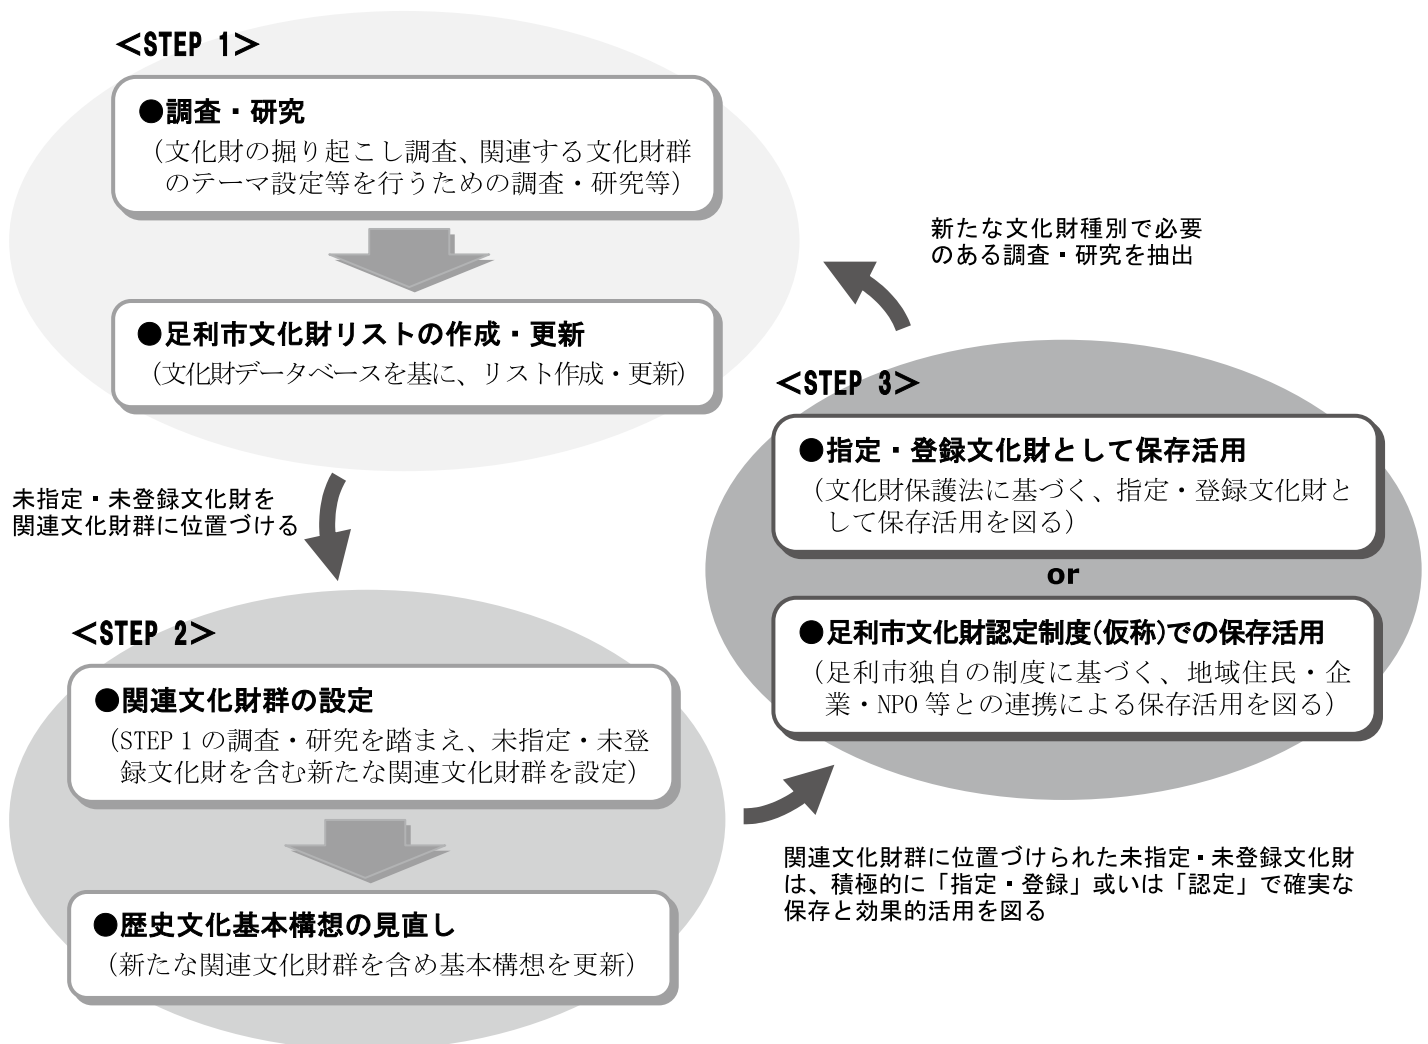 ＜STEP 1＞
●調査・研究
（文化財の掘り起こし調査、関連する文化財群
のテーマ設定等を行うための調査・研究等）
●足利市文化財リストの作成・更新
（文化財データベースを基に、リスト作成・更新）
未指定・未登録文化財を
関連文化財群に位置づける
＜STEP 2＞
●関連文化財群の設定
（STEP 1 の調査・研究を踏まえ、未指定・未登
録文化財を含む新たな関連文化財群を設定）
●歴史文化基本構想の見直し
（新たな関連文化財群を含め基本構想を更新）
関連文化財群に位置づけられた未指定・未登録文化財
は、積極的に「指定・登録」或いは「認定」で確実な
保存と効果的活用を図る
＜STEP 3＞
●指定・登録文化財として保存活用
（文化財保護法に基づく、指定・登録文化財と
して保存活用を図る）
or
●足利市文化財認定制度(仮称)での保存活用
（足利市独自の制度に基づく、地域住民・企
業・NPO 等との連携による保存活用を図る）
新たな文化財種別で必要
のある調査・研究を抽出